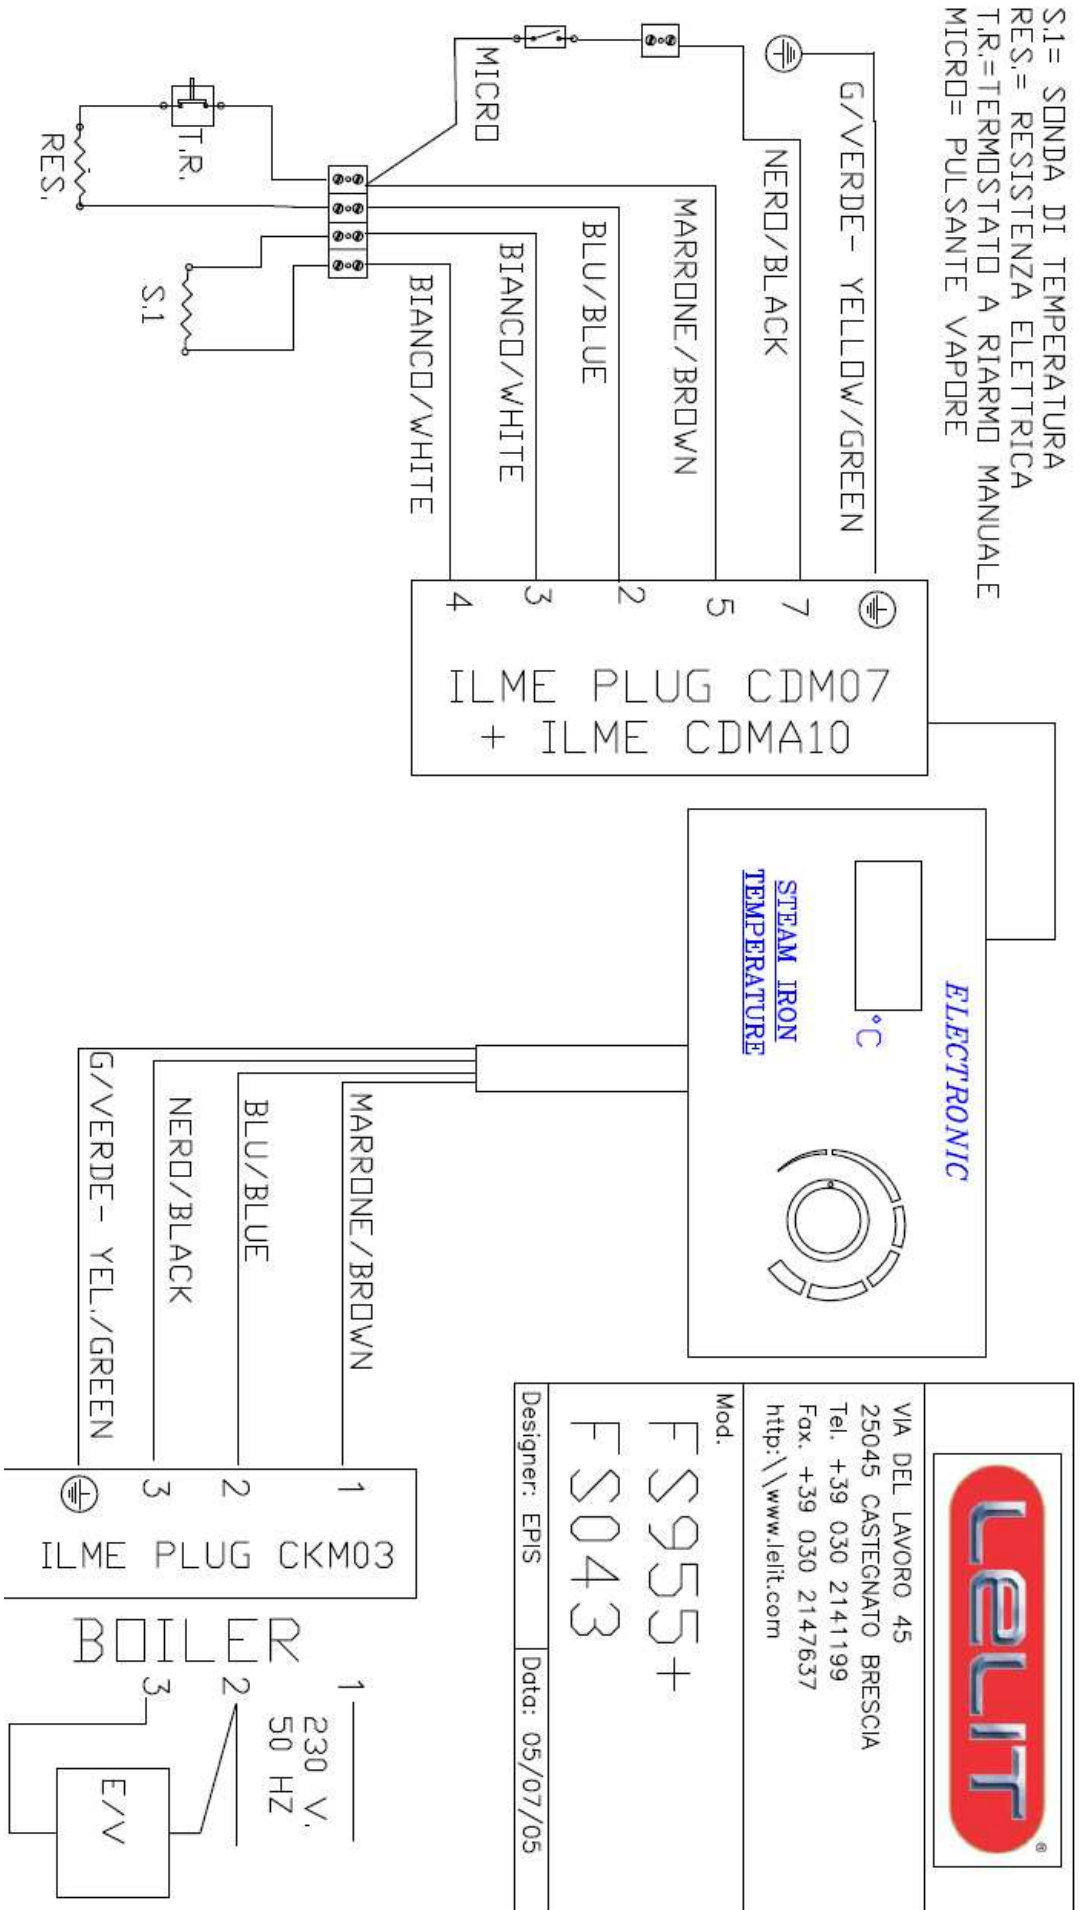 S.1= SONDA DI TEMPERATURA
RES.= RESISTENZA ELETTRICA
T.R.=TERMOSTATO A RIARMO MANUALE
MICRO= PULSANTE VAPORE
G/VERDE- YELLOW/GREEN
NERO/BLACK
MARRONE/BROWN
BLU/BLUE
BIANCO/WHITE
BIANCO/WHITE
MICRO
T.R.
RES.
S.1
7
5
2
3
4
ILME PLUG CDM07
+ ILME CDMA10
ELECTRONIC
°C
STEAM IRON
TEMPERATURE
MARRONE/BROWN
BLU/BLUE
NERO/BLACK
G/VERDE- YEL./GREEN
1
2
3
ILME PLUG CKM03
BOILER
1
2
3
230 V.
50 HZ
E/V
LELIT
®
VIA DEL LAVORO 45
25045 CASTEGNATO BRESCIA
Tel. +39 030 2141199
Fax. +39 030 2147637
http:\\www.lelit.com
Mod.
FS955+
FS043
Designer: EPIS
Data: 05/07/05